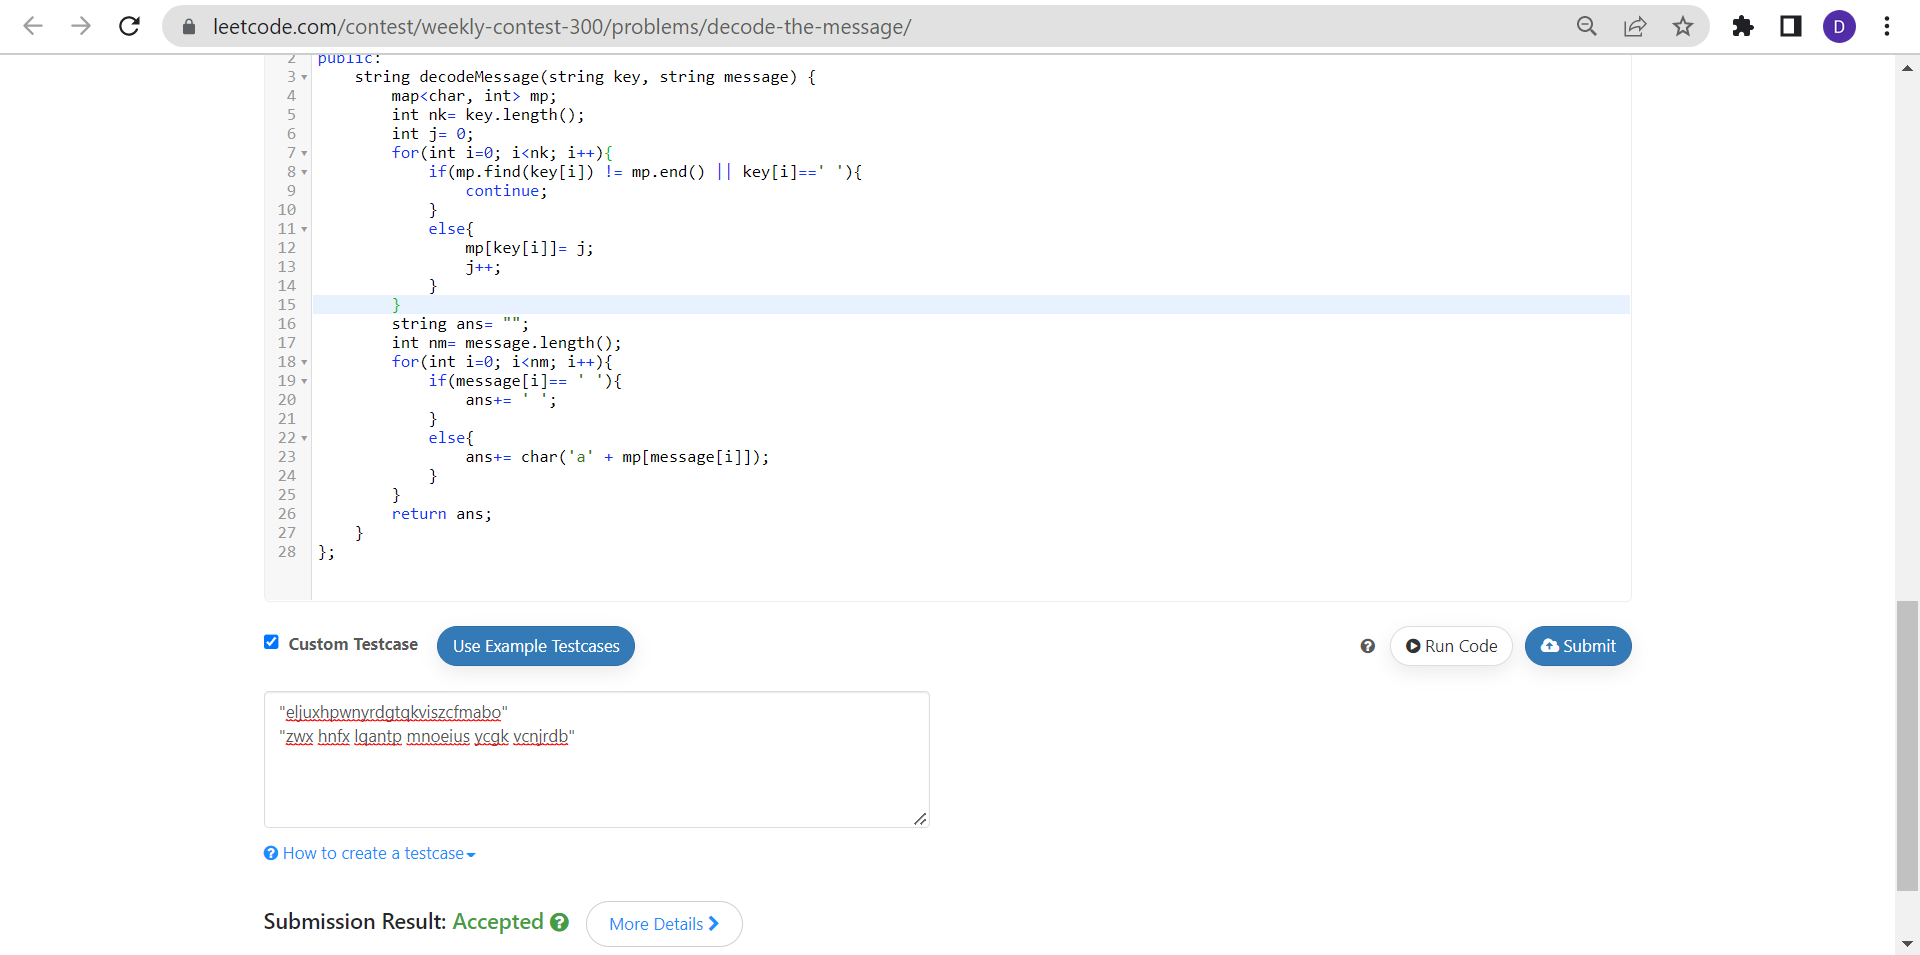 leetcode.com/contest/weekly-contest-300/problems/decode-the-message/
D
2 public:
3 string decodeMessage(string key, string message) {
4 map<char, int> mp;
5 int nk= key.length();
6 int j= 0;
7 for(int i=0; i<nk; i++){
8 if(mp.find(key[i]) != mp.end() || key[i]==' '){
9 continue;
10 }
11 else{
12 mp[key[i]]= j;
13 j++;
14 }
15 }
16 string ans= "";
17 int nm= message.length();
18 for(int i=0; i<nm; i++){
19 if(message[i]== ' '){
20 ans+= ' ';
21 }
22 else{
23 ans+= char('a' + mp[message[i]]);
24 }
25 }
26 return ans;
27 }
28 };
Custom Testcase Use Example Testcases Run Code Submit
"eljuxhpwnyrdgtqkviszcfmabo"
"zwx hnfx lqantp mnoeius ycgk vcnjrdb"
How to create a testcase
Submission Result: Accepted More Details